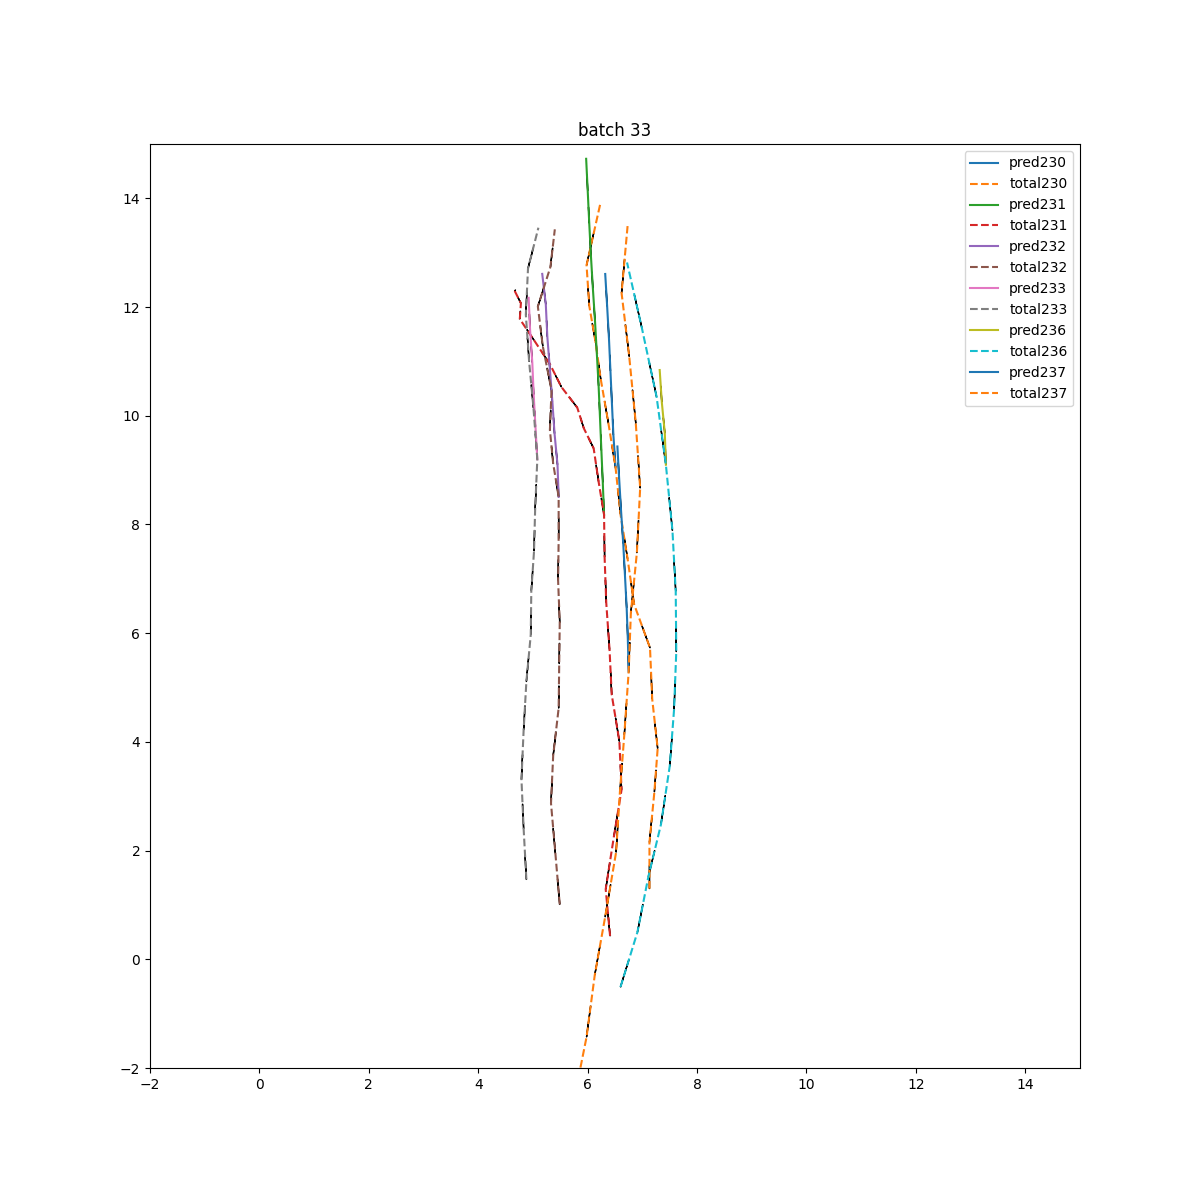 batch 33
pred230
total230
pred231
total231
pred232
total232
pred233
total233
pred236
total236
pred237
total237
14
12
10
8
6
4
2
0
−2
−2 0 2 4 6 8 10 12 14